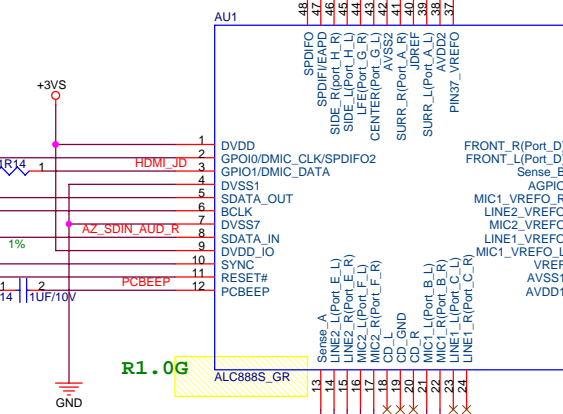 AU1
48 47 46 45 44 43 42 41 40 39 38 37
SPDIFO
SPDIFI/EAPD
SIDE_R(port_H_R)
SIDE_L(Port_H_L)
LFE(Port_G_R)
CENTER(Port_G_L)
AVSS2
SURR_R(Port_A_R)
JDREF
SURR_L(Port_A_L)
AVDD2
PIN37_VREFO
+3VS
1 DVDD
2 GPOI0/DMIC_CLK/SPDIFO2
1R14 1 HDMI_JD 3 GPIO1/DMIC_DATA
4 DVSS1
5 SDATA_OUT
6 BCLK
AZ_SDIN_AUD_R 7 DVSS7
1% 8 SDATA_IN
9 DVDD_IO
10 SYNC
11 RESET#
14 1 2 1UF/10V PCBEEP 12 PCBEEP
FRONT_R(Port_D
FRONT_L(Port_D
Sense_B
AGPIO
MIC1_VREFO_R
LINE2_VREFO
MIC2_VREFO
LINE1_VREFO
MIC1_VREFO_L
VREF
AVSS1
AVDD1
Sense_A
LINE2_L(Port_E_L)
LINE2_R(Port_E_R)
MIC2_L(Port_F_L)
MIC2_R(Port_F_R)
CD_L
CD_GND
CD_R
MIC1_L(Port_B_L)
MIC1_R(Port_B_R)
LINE1_L(Port_C_L)
LINE1_R(Port_C_R)
13 14 15 16 17 18 19 20 21 22 23 24
R1.0G
ALC888S_GR
GND